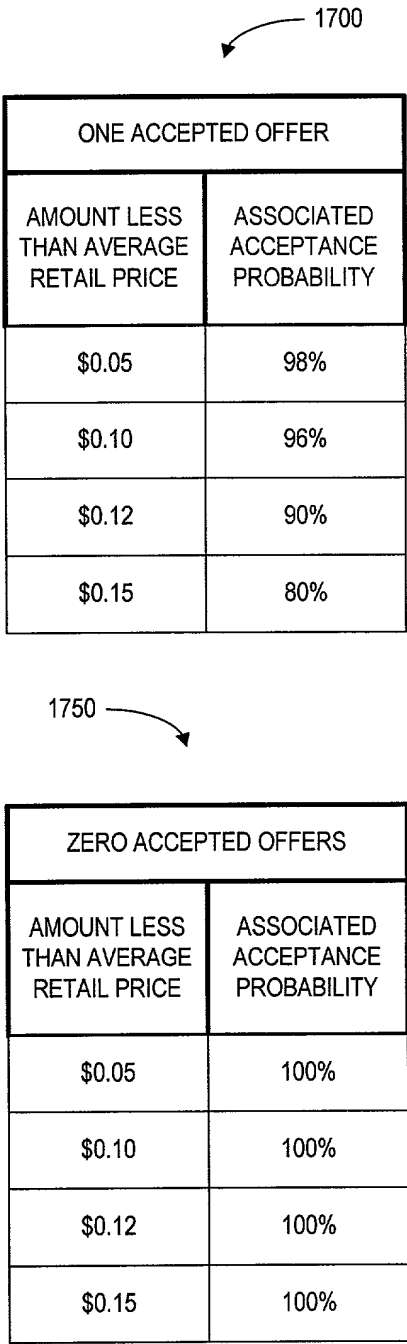 1700
ONE ACCEPTED OFFER
AMOUNT LESS
THAN AVERAGE
RETAIL PRICE
ASSOCIATED
ACCEPTANCE
PROBABILITY
$0.05 98%
$0.10 96%
$0.12 90%
$0.15 80%
1750
ZERO ACCEPTED OFFERS
AMOUNT LESS
THAN AVERAGE
RETAIL PRICE
ASSOCIATED
ACCEPTANCE
PROBABILITY
$0.05 100%
$0.10 100%
$0.12 100%
$0.15 100%